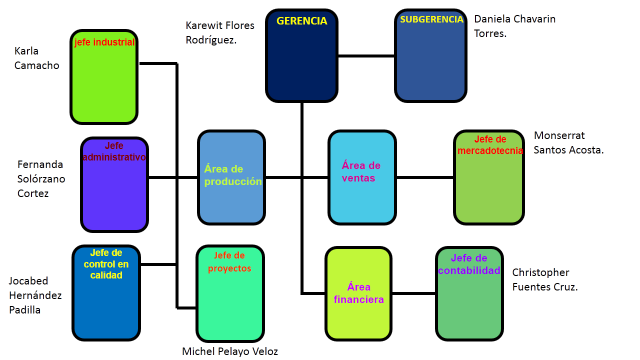 Karewit Flores
Rodríguez.
GERENCIA
SUBGERENCIA
Daniela Chavarin
Torres.
Karla
Camacho
jefe industrial
Fernanda
Solórzano
Cortez
Jefe
administrativo
Área de
producción
Área de
ventas
Jefe de
mercadotecnia
Monserrat
Santos Acosta.
Jocabed
Hernández
Padilla
Jefe de
control en
calidad
Jefe de
proyectos
Michel Pelayo Veloz
Área
financiera
Jefe de
contabilidad
Christopher
Fuentes Cruz.